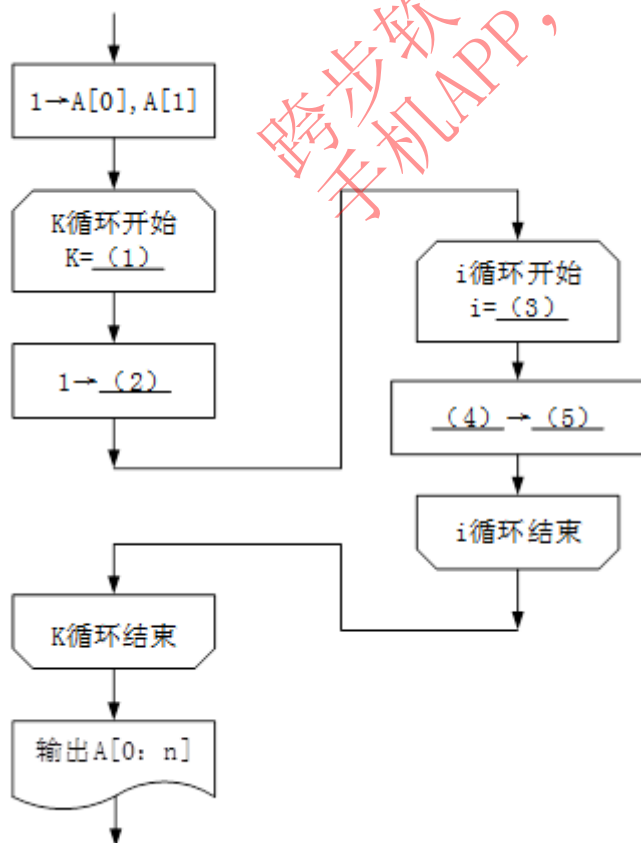 跨步软
手机APP，
1→A[0],A[1]
K循环开始
K=（1）
1→（2）
i循环开始
i=（3）
（4）→（5）
i循环结束
K循环结束
输出A[0：n]